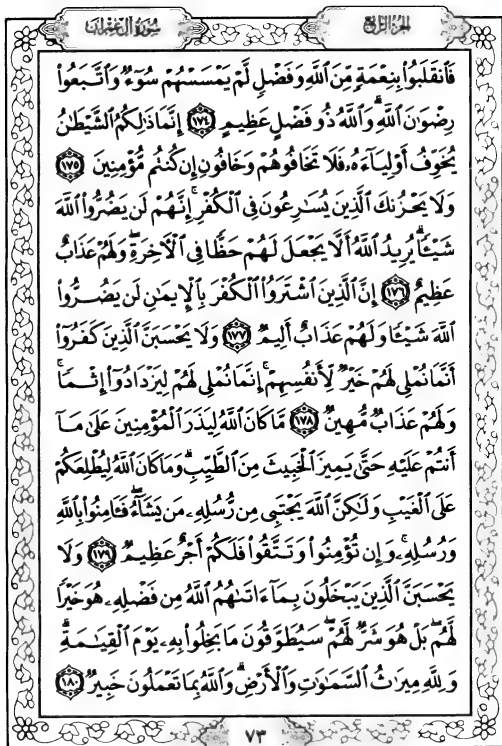 الجزء الرابع
سورة آل عمران
فَٱنقَلَبُوا۟ بِنِعْمَةٍ مِّنَ ٱللَّهِ وَفَضْلٍ لَّمْ يَمْسَسْهُمْ سُوٓءٌ وَٱتَّبَعُوا۟
رِضْوَٰنَ ٱللَّهِ ۗ وَٱللَّهُ ذُو فَضْلٍ عَظِيمٍ ١٧٤ إِنَّمَا ذَٰلِكُمُ ٱلشَّيْطَٰنُ
يُخَوِّفُ أَوْلِيَآءَهُۥ فَلَا تَخَافُوهُمْ وَخَافُونِ إِن كُنتُم مُّؤْمِنِينَ ١٧٥
وَلَا يَحْزُنكَ ٱلَّذِينَ يُسَٰرِعُونَ فِى ٱلْكُفْرِ ۚ إِنَّهُمْ لَن يَضُرُّوا۟ ٱللَّهَ
شَيْـًٔا ۗ يُرِيدُ ٱللَّهُ أَلَّا يَجْعَلَ لَهُمْ حَظًّا فِى ٱلْءَاخِرَةِ ۖ وَلَهُمْ عَذَابٌ
عَظِيمٌ ١٧٦ إِنَّ ٱلَّذِينَ ٱشْتَرَوُا۟ ٱلْكُفْرَ بِٱلْإِيمَٰنِ لَن يَضُرُّوا۟
ٱللَّهَ شَيْـًٔا وَلَهُمْ عَذَابٌ أَلِيمٌ ١٧٧ وَلَا يَحْسَبَنَّ ٱلَّذِينَ كَفَرُوٓا۟
أَنَّمَا نُمْلِى لَهُمْ خَيْرٌ لِّأَنفُسِهِمْ ۚ إِنَّمَا نُمْلِى لَهُمْ لِيَزْدَادُوٓا۟ إِثْمًا ۚ
وَلَهُمْ عَذَابٌ مُّهِينٌ ١٧٨ مَّا كَانَ ٱللَّهُ لِيَذَرَ ٱلْمُؤْمِنِينَ عَلَىٰ مَآ
أَنتُمْ عَلَيْهِ حَتَّىٰ يَمِيزَ ٱلْخَبِيثَ مِنَ ٱلطَّيِّبِ ۗ وَمَا كَانَ ٱللَّهُ لِيُطْلِعَكُمْ
عَلَى ٱلْغَيْبِ وَلَٰكِنَّ ٱللَّهَ يَجْتَبِى مِن رُّسُلِهِۦ مَن يَشَآءُ ۖ فَـَٔامِنُوا۟ بِٱللَّهِ
وَرُسُلِهِۦ ۚ وَإِن تُؤْمِنُوا۟ وَتَتَّقُوا۟ فَلَكُمْ أَجْرٌ عَظِيمٌ ١٧٩ وَلَا
يَحْسَبَنَّ ٱلَّذِينَ يَبْخَلُونَ بِمَآ ءَاتَىٰهُمُ ٱللَّهُ مِن فَضْلِهِۦ هُوَ خَيْرًا
لَّهُم ۖ بَلْ هُوَ شَرٌّ لَّهُمْ ۖ سَيُطَوَّقُونَ مَا بَخِلُوا۟ بِهِۦ يَوْمَ ٱلْقِيَٰمَةِ ۗ
وَلِلَّهِ مِيرَٰثُ ٱلسَّمَٰوَٰتِ وَٱلْأَرْضِ ۗ وَٱللَّهُ بِمَا تَعْمَلُونَ خَبِيرٌ ١٨٠
٧٣